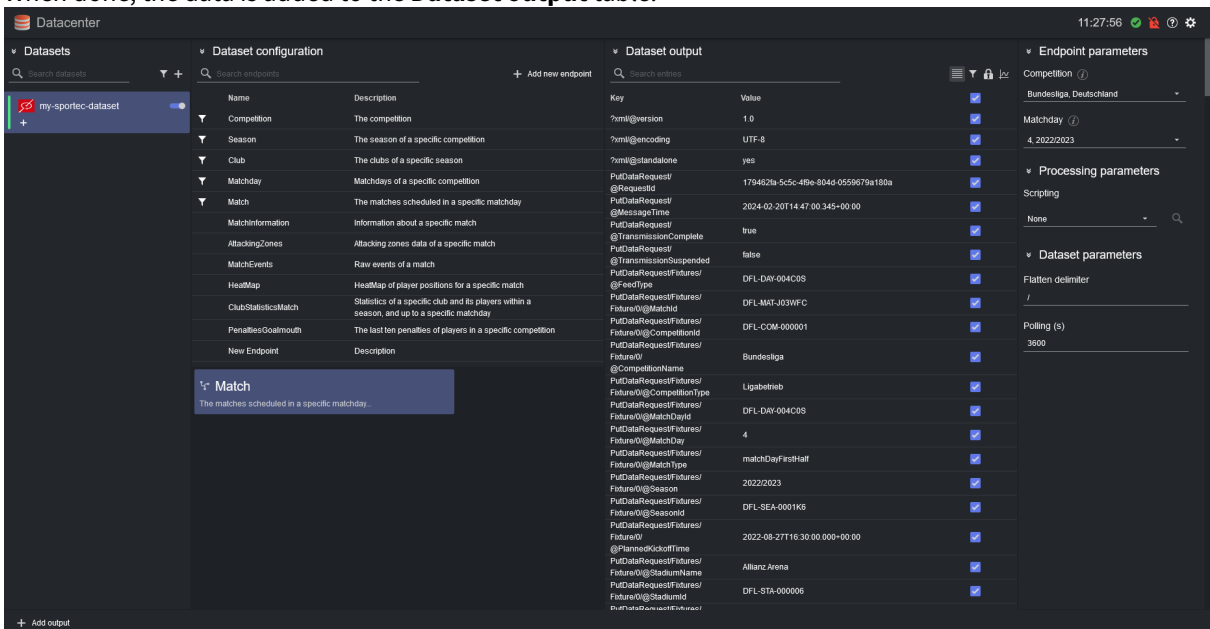 When done, the data is added to the Dataset output table.
Datacenter
11:27:56
Datasets
Search datasets
my-sportec-dataset
+
Dataset configuration
Search endpoints
+ Add new endpoint
Name Description
Competition The competition
Season The season of a specific competition
Club The clubs of a specific season
Matchday Matchdays of a specific competition
Match The matches scheduled in a specific matchday
MatchInformation Information about a specific match
AttackingZones Attacking zones data of a specific match
MatchEvents Raw events of a match
HeatMap HeatMap of player positions for a specific match
ClubStatisticsMatch Statistics of a specific club and its players within a
season, and up to a specific matchday
PenaltiesGoalmouth The last ten penalties of players in a specific competition
New Endpoint Description
Match
The matches scheduled in a specific matchday...
Dataset output
Search entries
Key Value
?xml/@version 1.0
?xml/@encoding UTF-8
?xml/@standalone yes
PutDataRequest/
@RequestId 179462fa-5c5c-4f9e-804d-0559679a180a
PutDataRequest/
@MessageTime 2024-02-20T14:47:00.345+00:00
PutDataRequest/
@TransmissionComplete true
PutDataRequest/
@TransmissionSuspended false
PutDataRequest/Fixtures/
@FeedType DFL-DAY-004C0S
PutDataRequest/Fixtures/
Fixture/0/@MatchId DFL-MAT-J03WFC
PutDataRequest/Fixtures/
Fixture/0/@CompetitionId DFL-COM-000001
PutDataRequest/Fixtures/
Fixture/0/
@CompetitionName Bundesliga
PutDataRequest/Fixtures/
Fixture/0/@CompetitionType Ligabetrieb
PutDataRequest/Fixtures/
Fixture/0/@MatchDayId DFL-DAY-004C0S
PutDataRequest/Fixtures/
Fixture/0/@MatchDay 4
PutDataRequest/Fixtures/
Fixture/0/@MatchType matchDayFirstHalf
PutDataRequest/Fixtures/
Fixture/0/@Season 2022/2023
PutDataRequest/Fixtures/
Fixture/0/@SeasonId DFL-SEA-0001K6
PutDataRequest/Fixtures/
Fixture/0/
@PlannedKickoffTime 2022-08-27T16:30:00.000+00:00
PutDataRequest/Fixtures/
Fixture/0/@StadiumName Allianz Arena
PutDataRequest/Fixtures/
Fixture/0/@StadiumId DFL-STA-000006
PutDataRequest/Fixtures/
Endpoint parameters
Competition
Bundesliga, Deutschland
Matchday
4, 2022/2023
Processing parameters
Scripting
None
Dataset parameters
Flatten delimiter
/
Polling (s)
3600
+ Add output